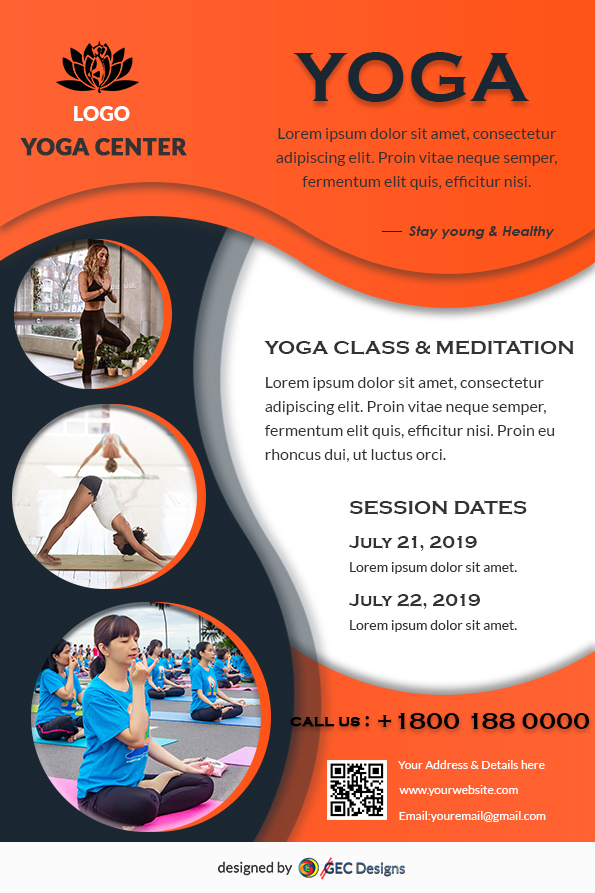 LOGO
YOGA CENTER
YOGA
Lorem ipsum dolor sit amet, consectetur
adipiscing elit. Proin vitae neque semper,
fermentum elit quis, efficitur nisi.
Stay young & Healthy
YOGA CLASS & MEDITATION
Lorem ipsum dolor sit amet, consectetur
adipiscing elit. Proin vitae neque semper,
fermentum elit quis, efficitur nisi. Proin eu
rhoncus dui, ut luctus orci.
SESSION DATES
July 21, 2019
Lorem ipsum dolor sit amet.
July 22, 2019
Lorem ipsum dolor sit amet.
CALL US : +1800 188 0000
Your Address & Details here
www.yourwebsite.com
Email:youremail@gmail.com
designed by GEC Designs